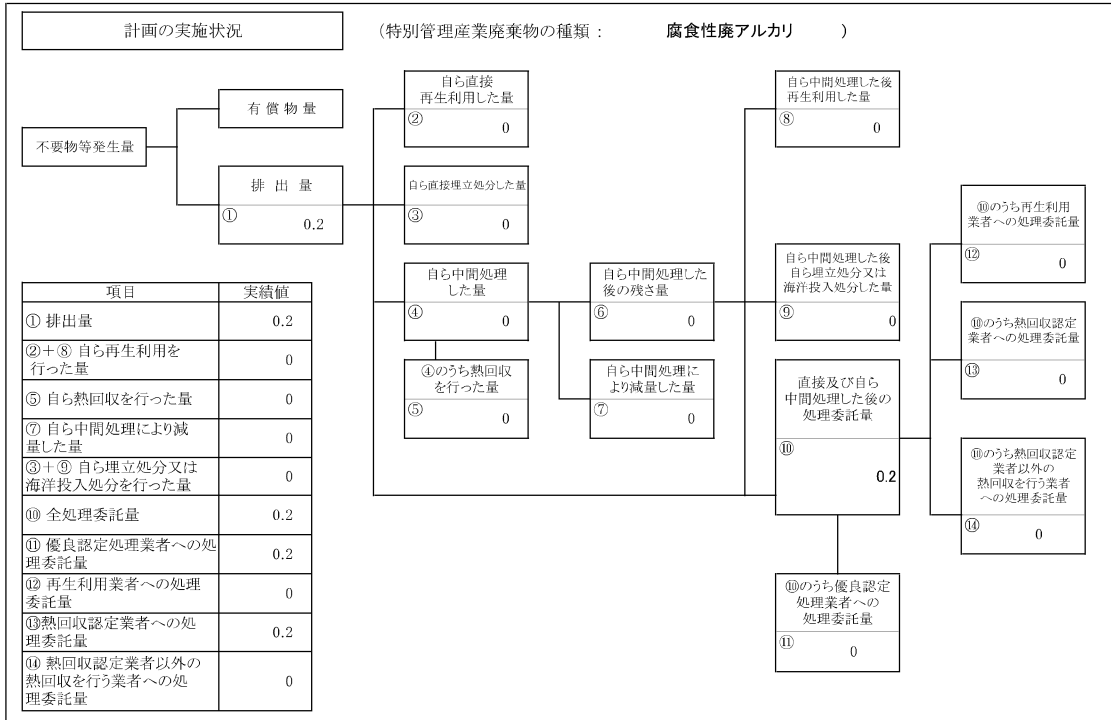 計画の実施状況
(特別管理産業廃棄物の種類： 腐食性廃アルカリ )
不要物等発生量
有償物量
排出量
① 0.2
自ら直接
再生利用した量
② 0
自ら直接埋立処分した量
③ 0
自ら中間処理
した量
④ 0
④のうち熱回収
を行った量
⑤ 0
自ら中間処理した
後の残さ量
⑥ 0
自ら中間処理に
より減量した量
⑦ 0
自ら中間処理した後
再生利用した量
⑧ 0
自ら中間処理した後
自ら埋立処分又は
海洋投入処分した量
⑨ 0
直接及び自ら
中間処理した後の
処理委託量
⑩ 0.2
⑩のうち優良認定
処理業者への
処理委託量
⑪ 0
⑩のうち再生利用
業者への処理委託量
⑫ 0
⑩のうち熱回収認定
業者への処理委託量
⑬ 0
⑩のうち熱回収認定
業者以外の
熱回収を行う業者
への処理委託量
⑭ 0
項目 実績値
① 排出量 0.2
②＋⑧ 自ら再生利用を
行った量 0
⑤ 自ら熱回収を行った量 0
⑦ 自ら中間処理により減
量した量 0
③＋⑨ 自ら埋立処分又は
海洋投入処分を行った量 0
⑩ 全処理委託量 0.2
⑪ 優良認定処理業者への処
理委託量 0.2
⑫ 再生利用業者への処理
委託量 0
⑬熱回収認定業者への処
理委託量 0.2
⑭ 熱回収認定業者以外の
熱回収を行う業者への処
理委託量 0